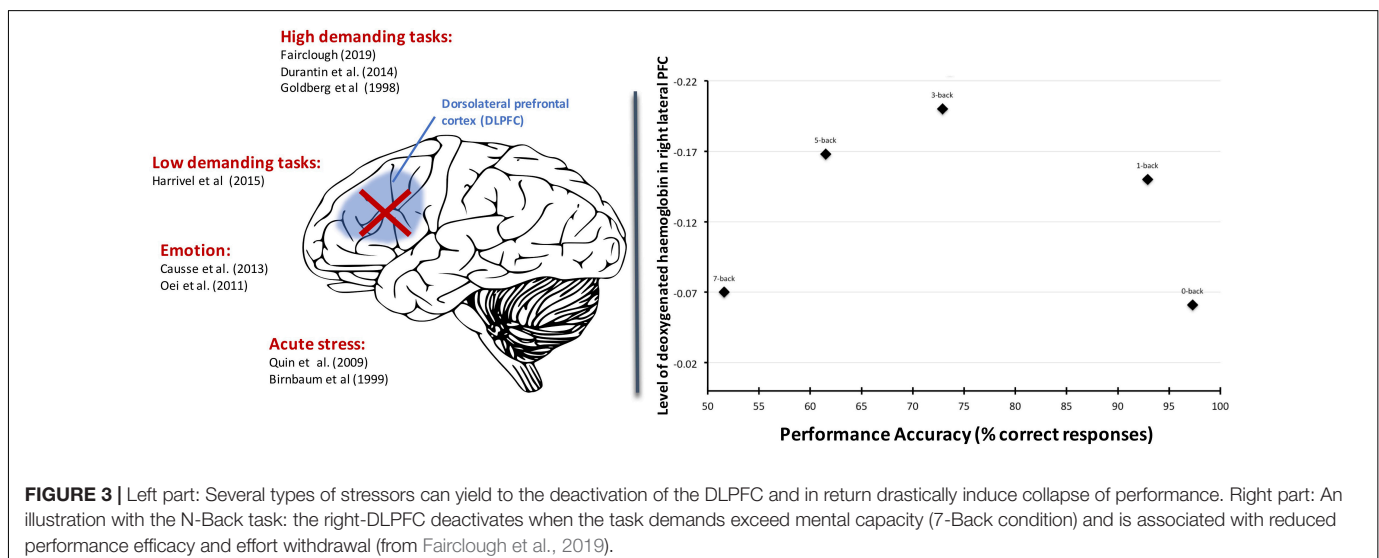 High demanding tasks:
Fairclough (2019)
Durantin et al. (2014)
Goldberg et al (1998)
Dorsolateral prefrontal
cortex (DLPFC)
Low demanding tasks:
Harrivel et al (2015)
Emotion:
Causse et al. (2013)
Oei et al. (2011)
Acute stress:
Quin et al. (2009)
Birnbaum et al (1999)
Level of deoxygenated haemoglobin in right lateral PFC
-0.22
-0.17
-0.12
-0.07
-0.02
3-back
5-back
1-back
7-back
0-back
50 55 60 65 70 75 80 85 90 95 100
Performance Accuracy (% correct responses)
FIGURE 3 | Left part: Several types of stressors can yield to the deactivation of the DLPFC and in return drastically induce collapse of performance. Right part: An
illustration with the N-Back task: the right-DLPFC deactivates when the task demands exceed mental capacity (7-Back condition) and is associated with reduced
performance efficacy and effort withdrawal (from Fairclough et al., 2019).